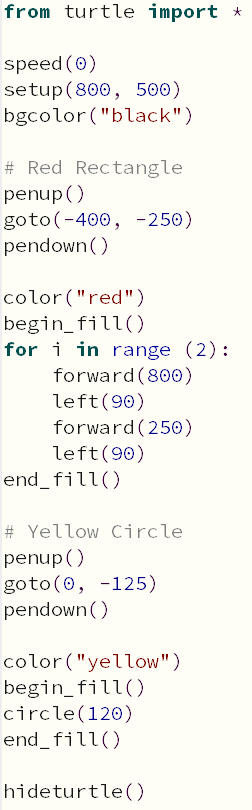 from turtle import *
speed(0)
setup(800, 500)
bgcolor("black")
# Red Rectangle
penup()
goto(-400, -250)
pendown()
color("red")
begin_fill()
for i in range (2):
    forward(800)
    left(90)
    forward(250)
    left(90)
end_fill()
# Yellow Circle
penup()
goto(0, -125)
pendown()
color("yellow")
begin_fill()
circle(120)
end_fill()
hideturtle()